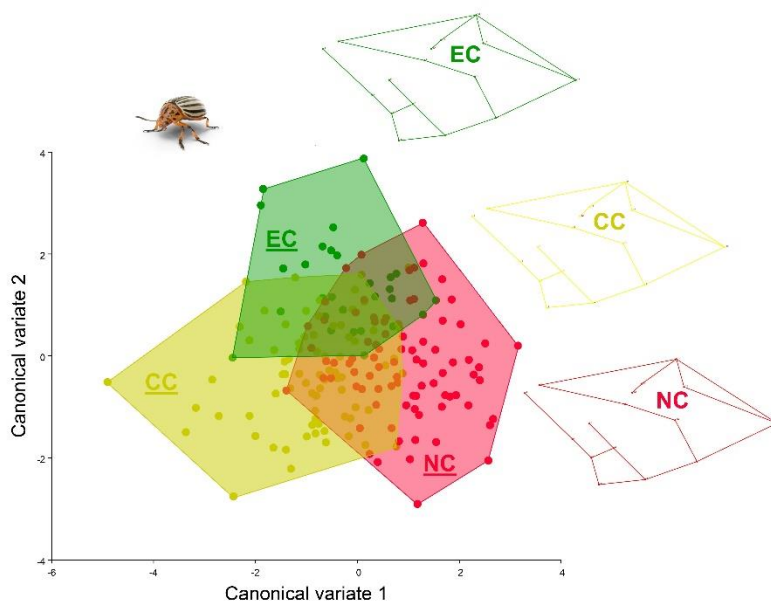 EC
CC
NC
4
2
0
-2
-4
Canonical variate 2
EC
CC
NC
-6
-4
-2
0
2
4
Canonical variate 1